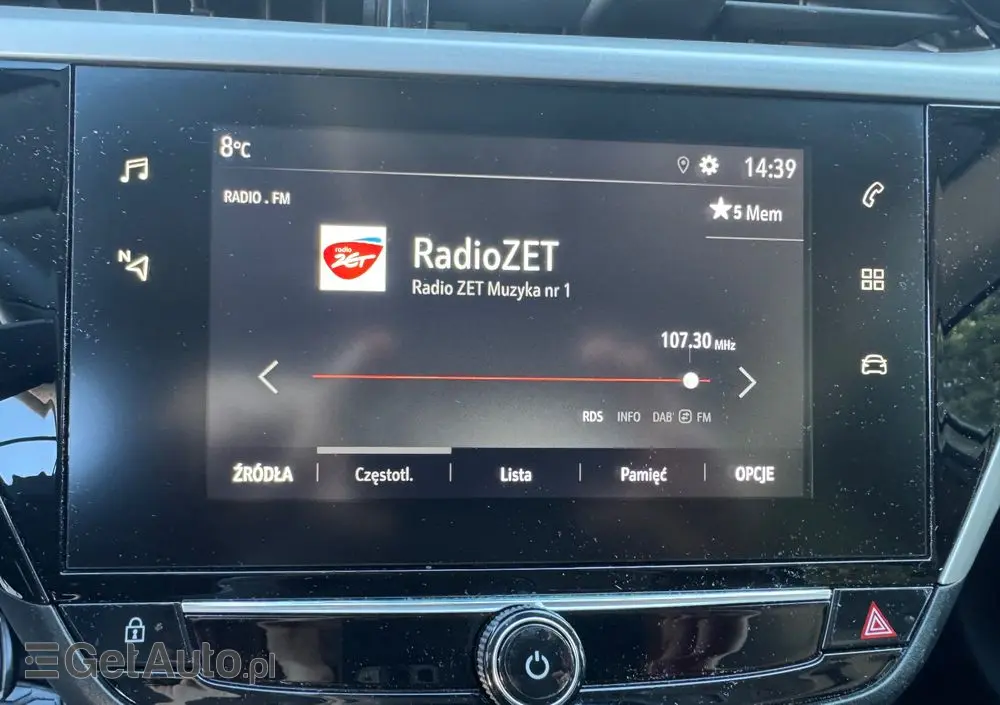 8°C
14:39
RADIO . FM
5 Mem
N
radio
ZET
RadioZET
Radio ZET Muzyka nr 1
107.30 MHz
RDS INFO DAB FM
ŹRÓDŁA Częstotl. Lista Pamięć OPCJE
GetAuto.pl